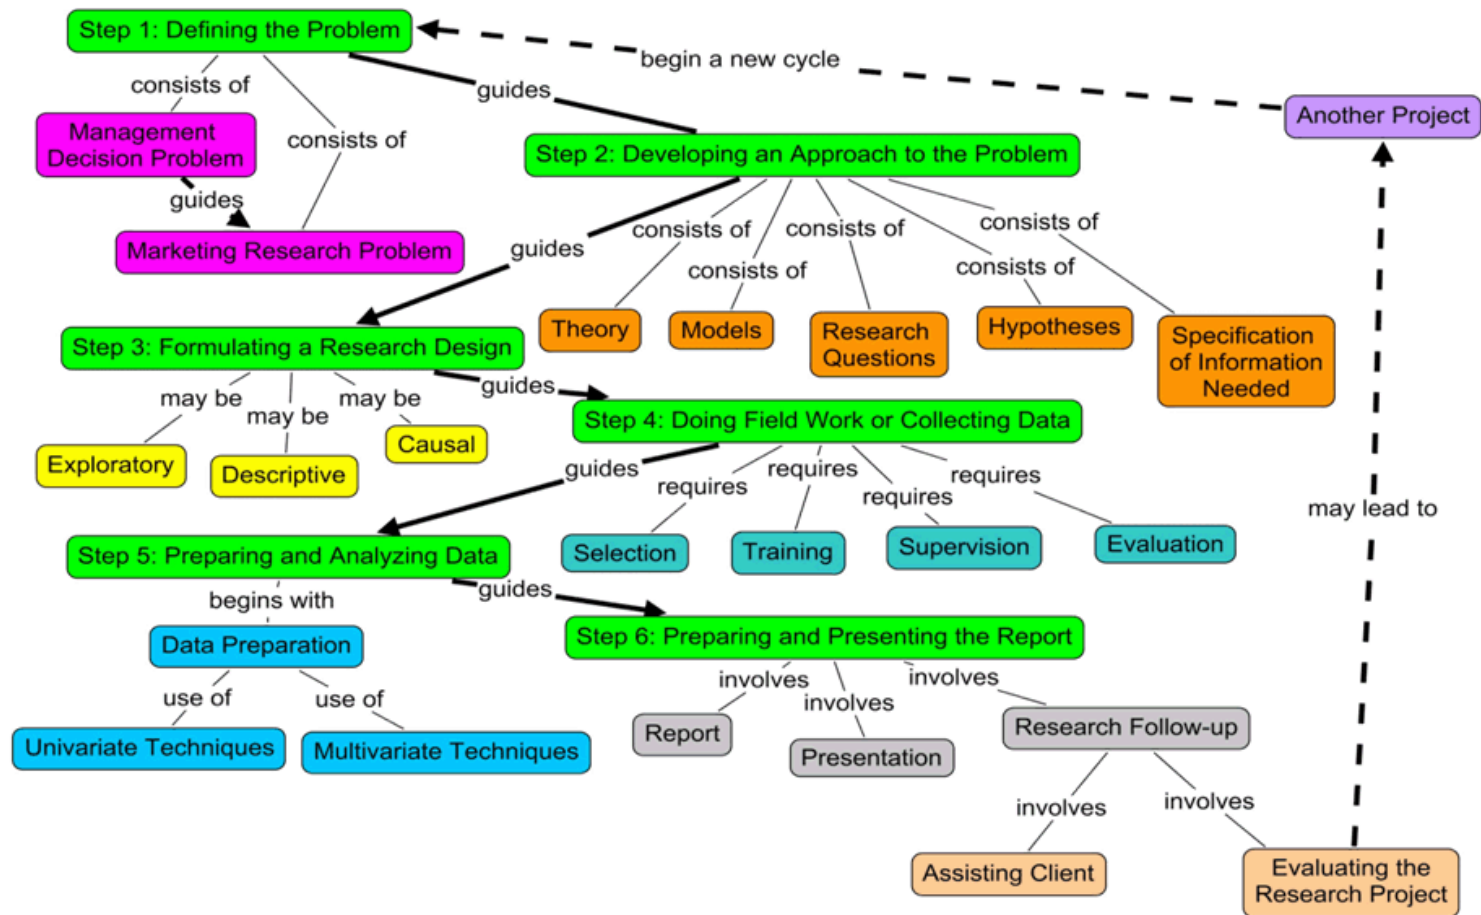 Step 1: Defining the Problem
begin a new cycle
consists of
guides
Another Project
Management
Decision Problem
consists of
Step 2: Developing an Approach to the Problem
guides
Marketing Research Problem
guides
consists of
consists of
consists of
consists of
consists of
Theory
Models
Research
Questions
Hypotheses
Specification
of Information
Needed
Step 3: Formulating a Research Design
guides
may be
may be
may be
Exploratory
Descriptive
Causal
Step 4: Doing Field Work or Collecting Data
guides
requires
requires
requires
requires
may lead to
Selection
Training
Supervision
Evaluation
Step 5: Preparing and Analyzing Data
guides
begins with
Data Preparation
use of
use of
Univariate Techniques
Multivariate Techniques
Step 6: Preparing and Presenting the Report
involves
involves
involves
Report
Presentation
Research Follow-up
involves
involves
Assisting Client
Evaluating the
Research Project